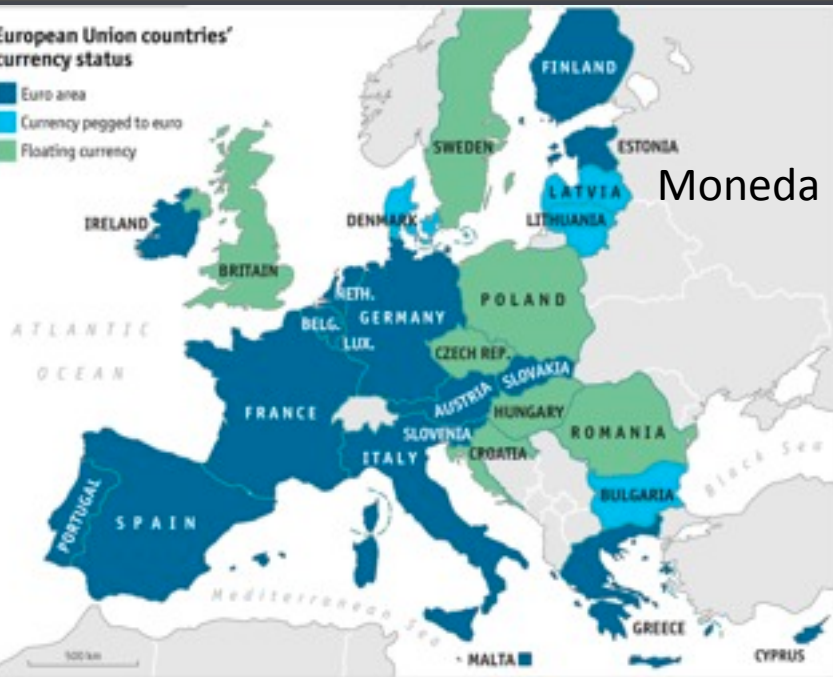 European Union countries'
currency status
Euro area
Currency pegged to euro
Floating currency
FINLAND
SWEDEN
ESTONIA
Moneda
LATVIA
IRELAND
DENMARK
LITHUANIA
BRITAIN
NETH.
POLAND
BELG.
GERMANY
ATLANTIC
OCEAN
LUX.
CZECH REP.
SLOVAKIA
AUSTRIA
FRANCE
HUNGARY
SLOVENIA
ROMANIA
ITALY
CROATIA
Black Sea
BULGARIA
PORTUGAL
SPAIN
Mediterranean Sea
GREECE
500 km
MALTA
CYPRUS